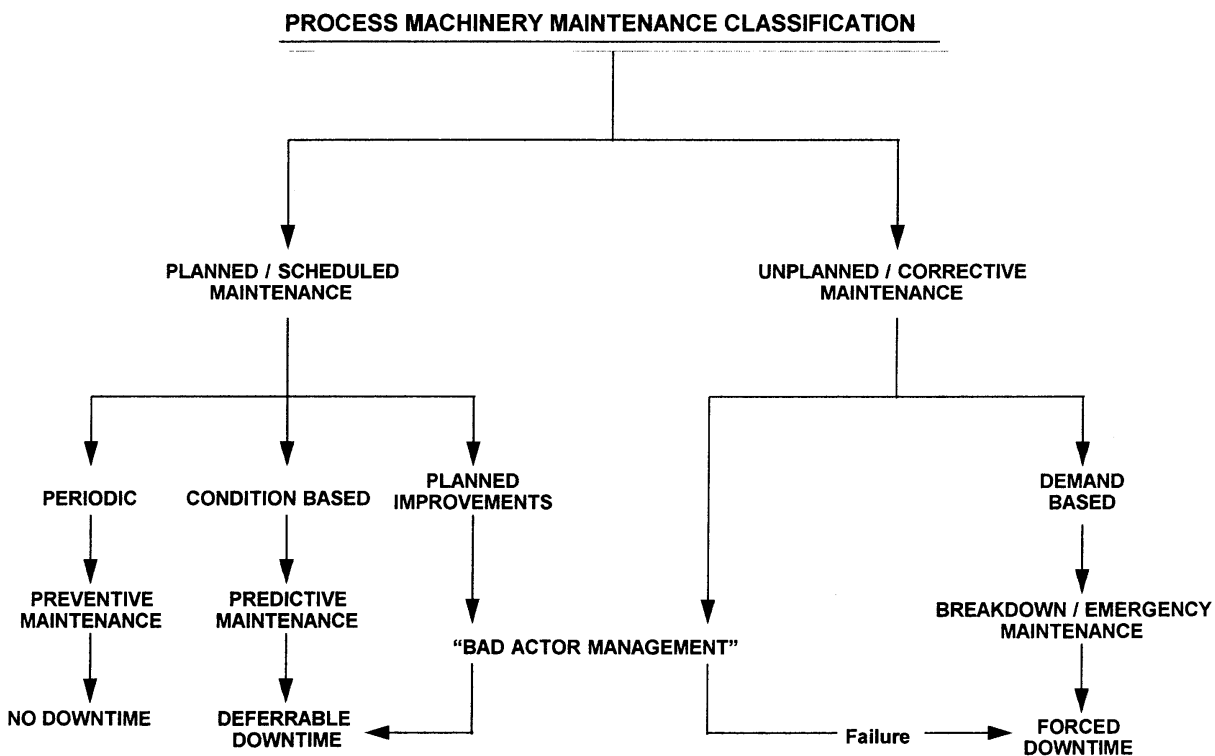 PROCESS MACHINERY MAINTENANCE CLASSIFICATION
PLANNED / SCHEDULED
MAINTENANCE
UNPLANNED / CORRECTIVE
MAINTENANCE
PERIODIC
CONDITION BASED
PLANNED
IMPROVEMENTS
DEMAND
BASED
PREVENTIVE
MAINTENANCE
PREDICTIVE
MAINTENANCE
"BAD ACTOR MANAGEMENT"
BREAKDOWN / EMERGENCY
MAINTENANCE
NO DOWNTIME
DEFERRABLE
DOWNTIME
Failure
FORCED
DOWNTIME